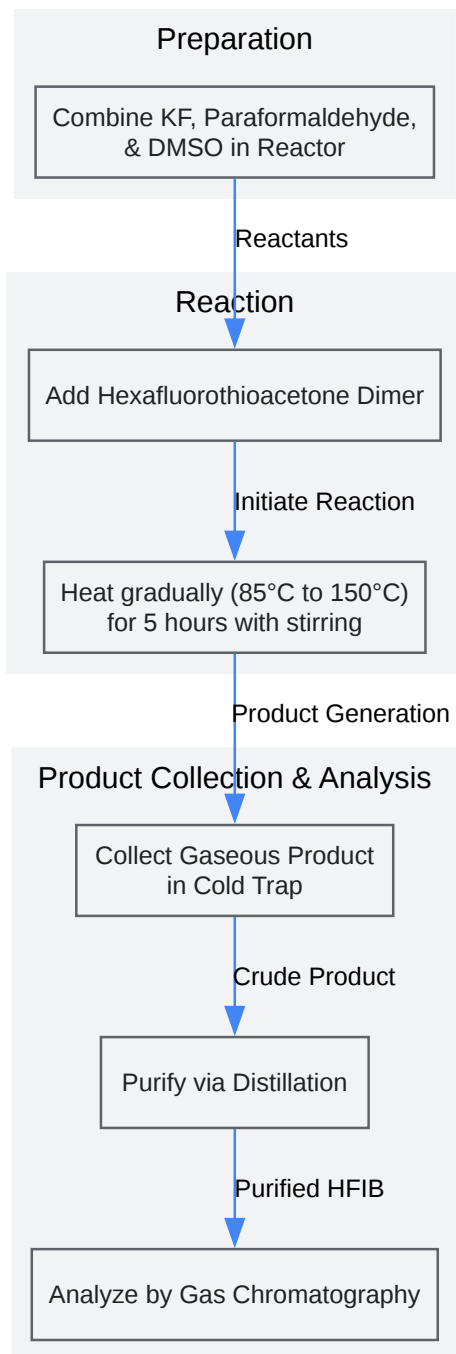 Preparation
Combine KF, Paraformaldehyde,
& DMSO in Reactor
Reactants
Reaction
Add Hexafluorothioacetone Dimer
Initiate Reaction
Heat gradually (85°C to 150°C)
for 5 hours with stirring
Product Generation
Product Collection & Analysis
Collect Gaseous Product
in Cold Trap
Crude Product
Purify via Distillation
Purified HFIB
Analyze by Gas Chromatography